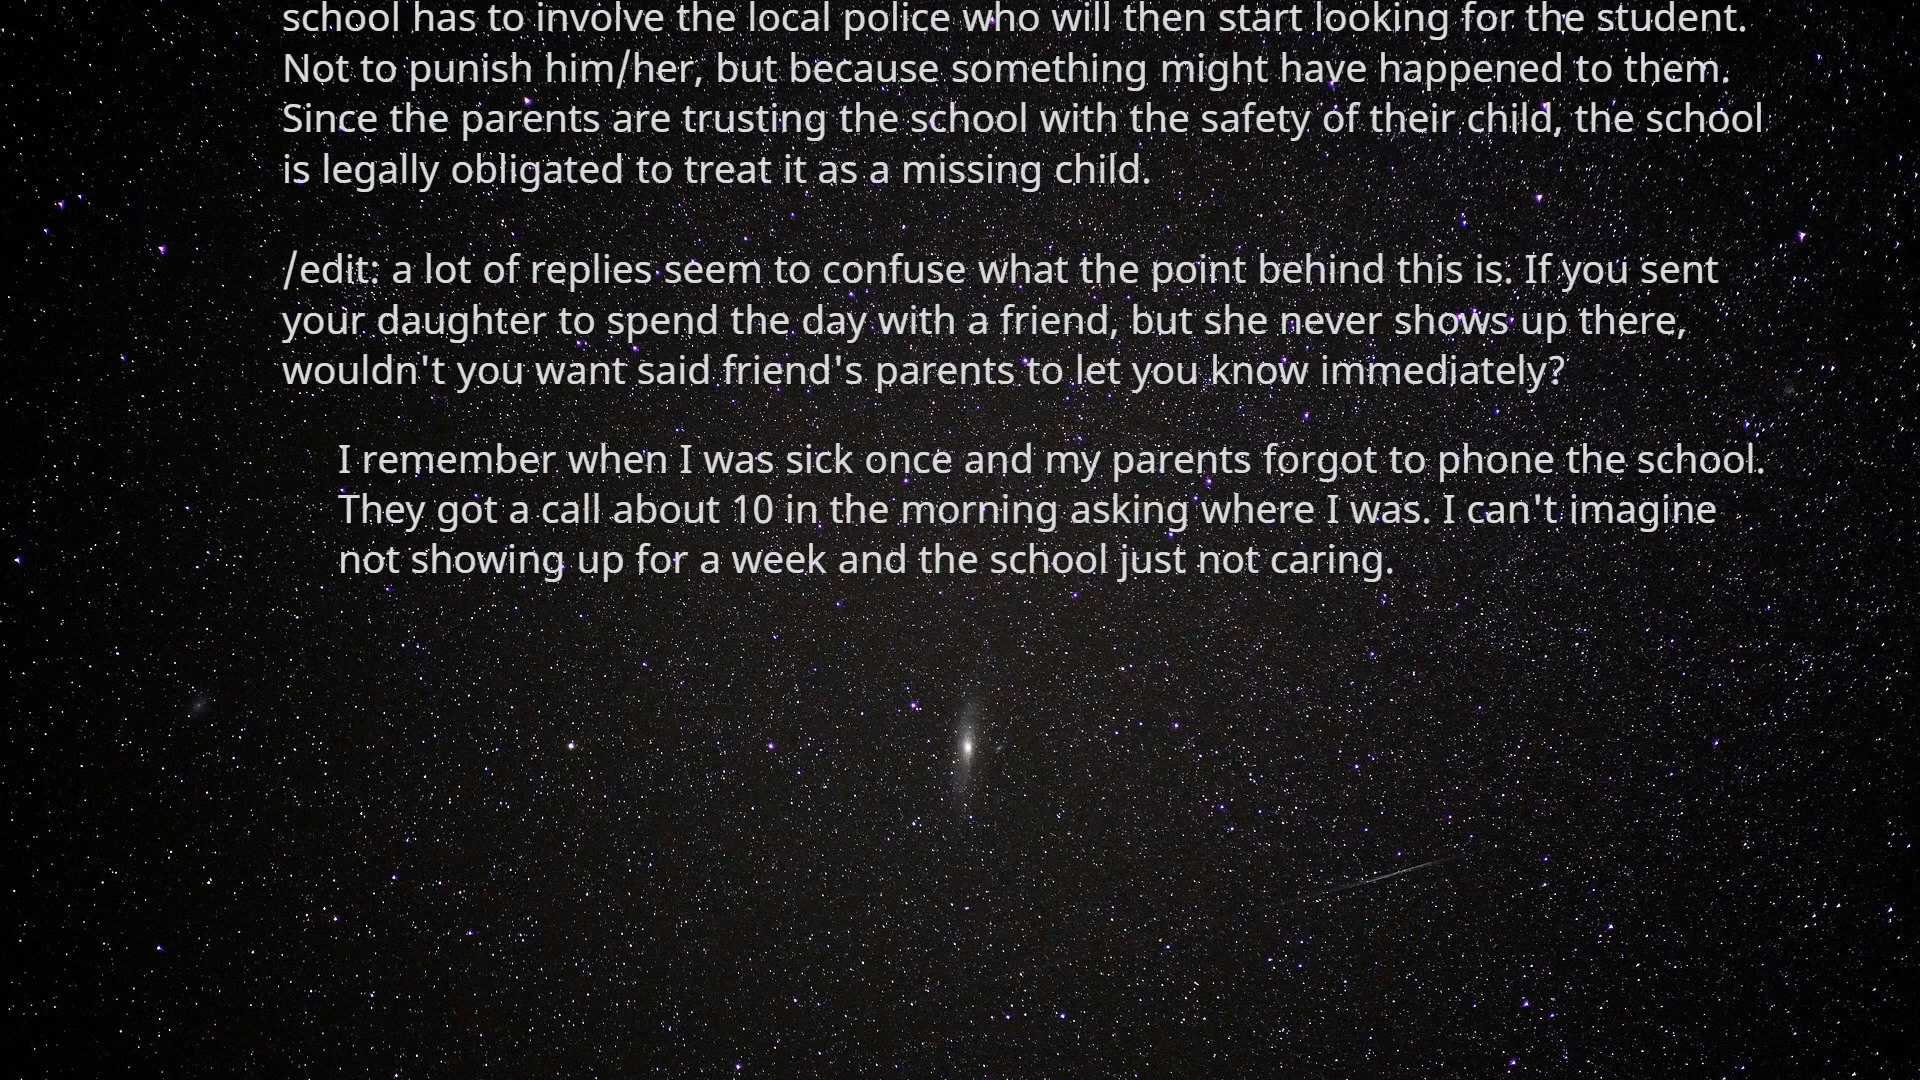 school has to involve the local police who will then start looking for the student.
Not to punish him/her, but because something might have happened to them.
Since the parents are trusting the school with the safety of their child, the school
is legally obligated to treat it as a missing child.
/edit: a lot of replies seem to confuse what the point behind this is. If you sent
your daughter to spend the day with a friend, but she never shows up there,
wouldn't you want said friend's parents to let you know immediately?
I remember when I was sick once and my parents forgot to phone the school.
They got a call about 10 in the morning asking where I was. I can't imagine
not showing up for a week and the school just not caring.